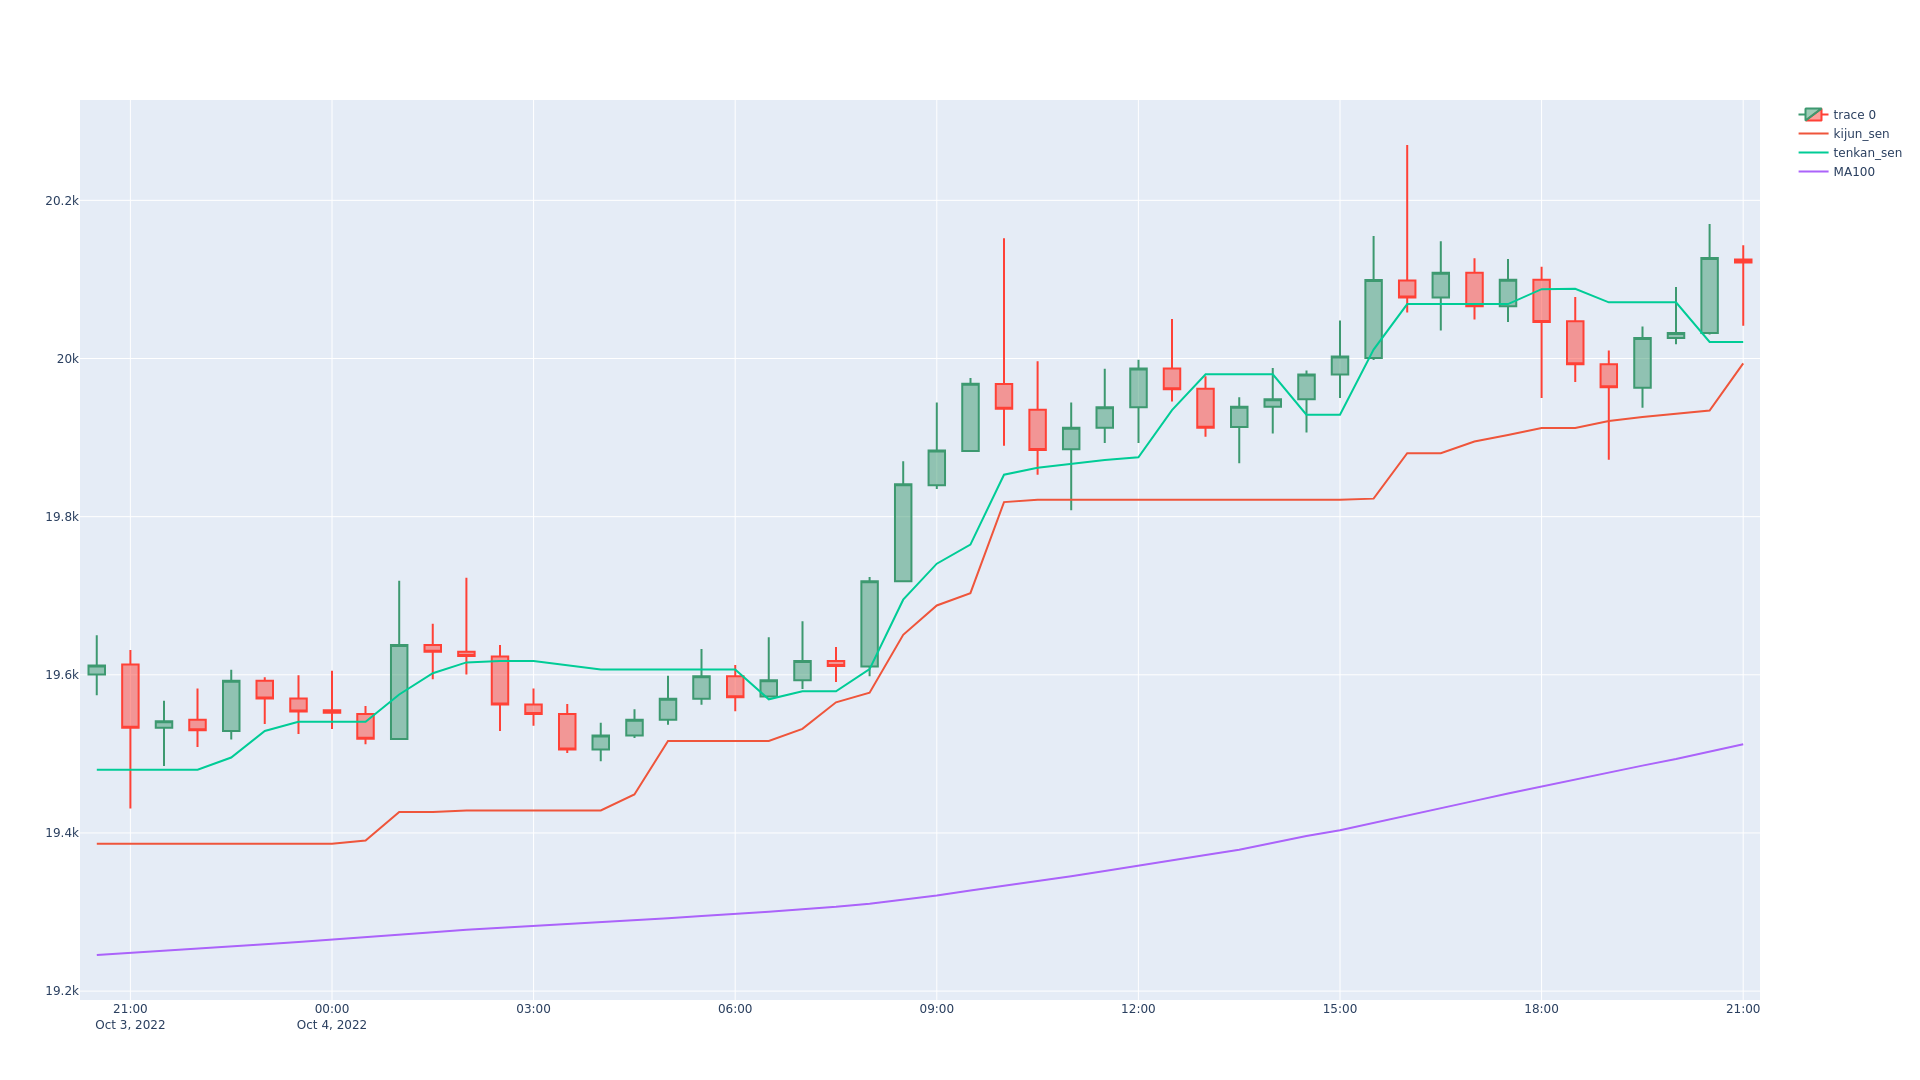 trace 0
kijun_sen
tenkan_sen
MA100
20.2k
20k
19.8k
19.6k
19.4k
19.2k
21:00 00:00 03:00 06:00 09:00 12:00 15:00 18:00 21:00
Oct 3, 2022 Oct 4, 2022